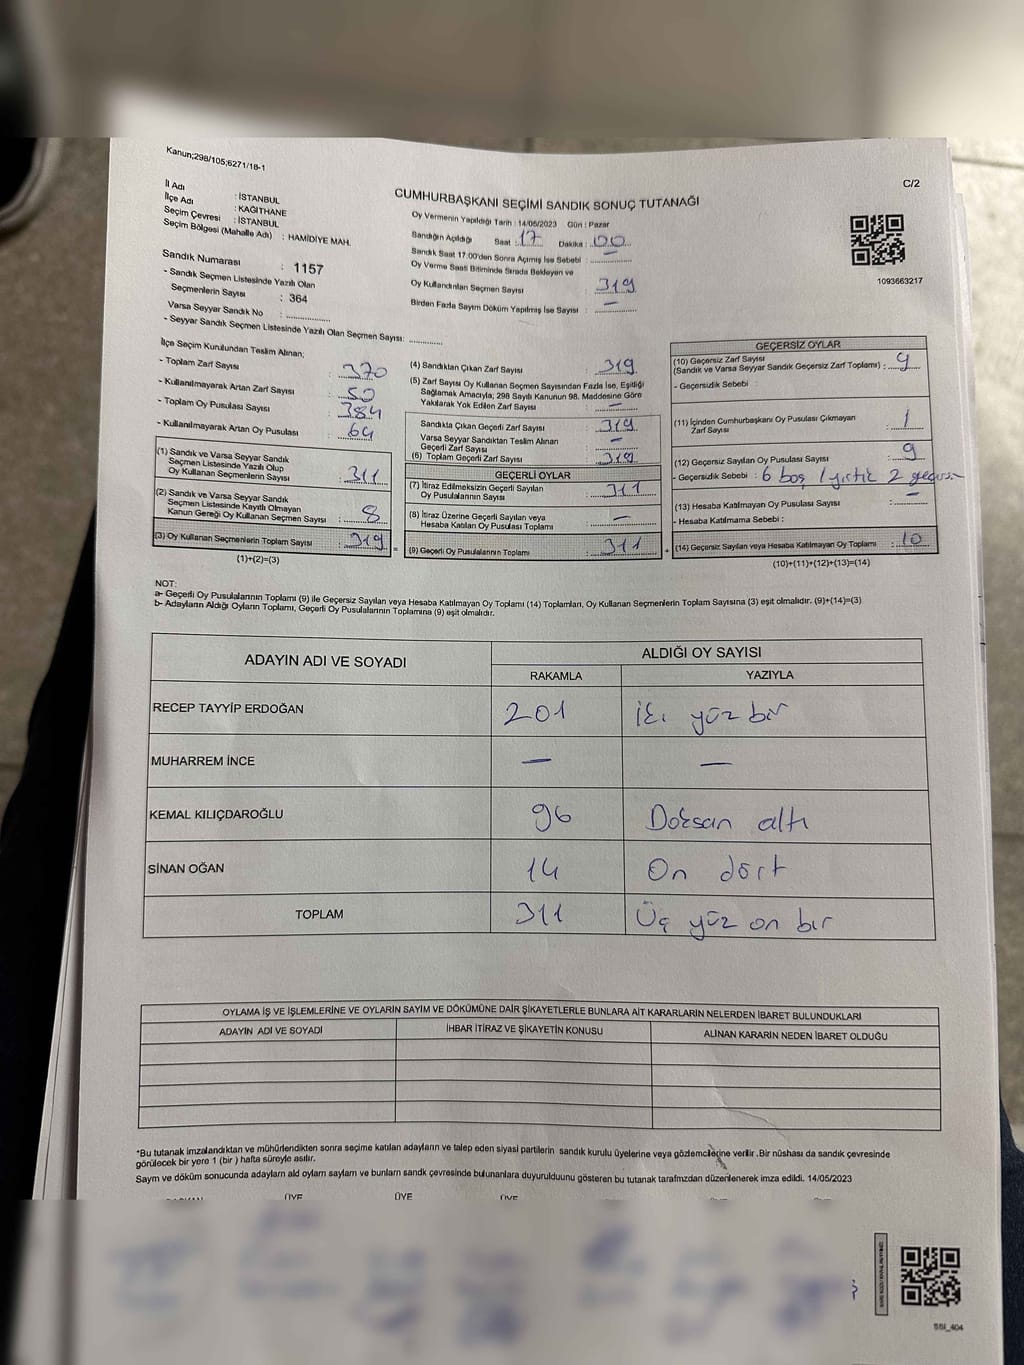 Kanun;298/105;6271/18-1
C/2
İl Adı : İSTANBUL
İlçe Adı : KAĞITHANE
Seçim Çevresi : İSTANBUL
Seçim Bölgesi (Mahalle Adı) : HAMİDİYE MAH.
Sandık Numarası : 1157
- Sandık Seçmen Listesinde Yazılı Olan
Seçmenlerin Sayısı : 364
Varsa Seyyar Sandık No : ..............
- Seyyar Sandık Seçmen Listesinde Yazılı Olan Seçmen Sayısı: ............
CUMHURBAŞKANI SEÇİMİ SANDIK SONUÇ TUTANAĞI
Oy Vermenin Yapıldığı Tarih : 14/05/2023 Gün : Pazar
Sandığın Açıldığı Saat : 17 Dakika : 00
Sandık Saat 17.00'den Sonra Açılmış İse Sebebi : —
Oy Verme Saati Bitiminde Sırada Bekleyen ve
Oy Kullandırılan Seçmen Sayısı : 319
Birden Fazla Sayım Döküm Yapılmış İse Sayısı : —
1093663217
İlçe Seçim Kurulundan Teslim Alınan;
- Toplam Zarf Sayısı : 370
- Kullanılmayarak Artan Zarf Sayısı : 50
- Toplam Oy Pusulası Sayısı : 384
- Kullanılmayarak Artan Oy Pusulası : 64
(1) Sandık ve Varsa Seyyar Sandık
Seçmen Listesinde Yazılı Olup
Oy Kullanan Seçmenlerin Sayısı : 311
(2) Sandık ve Varsa Seyyar Sandık
Seçmen Listesinde Kayıtlı Olmayan
Kanun Gereği Oy Kullanan Seçmen Sayısı : 8
(3) Oy Kullanan Seçmenlerin Toplam Sayısı : 319
(1)+(2)=(3)
(4) Sandıktan Çıkan Zarf Sayısı : 319
(5) Zarf Sayısı Oy Kullanan Seçmen Sayısından Fazla İse, Eşitliği
Sağlamak Amacıyla; 298 Sayılı Kanunun 98. Maddesine Göre
Yakılarak Yok Edilen Zarf Sayısı : —
Sandıkta Çıkan Geçerli Zarf Sayısı : 319
Varsa Seyyar Sandıktan Teslim Alınan
Geçerli Zarf Sayısı : —
(6) Toplam Geçerli Zarf Sayısı : 319
GEÇERLİ OYLAR
(7) İtiraz Edilmeksizin Geçerli Sayılan
Oy Pusulalarının Sayısı : 311
(8) İtiraz Üzerine Geçerli Sayılan veya
Hesaba Katılan Oy Pusulası Toplamı : —
= (9) Geçerli Oy Pusulalarının Toplamı : 311 +
GEÇERSİZ OYLAR
(10) Geçersiz Zarf Sayısı
(Sandık ve Varsa Seyyar Sandık Geçersiz Zarf Toplamı) : 9
- Geçersizlik Sebebi :
(11) İçinden Cumhurbaşkanı Oy Pusulası Çıkmayan
Zarf Sayısı : 1
(12) Geçersiz Sayılan Oy Pusulası Sayısı : 9
- Geçersizlik Sebebi : 6 boş 1 yırtık 2 geçersiz
(13) Hesaba Katılmayan Oy Pusulası Sayısı : —
- Hesaba Katılmama Sebebi :
(14) Geçersiz Sayılan veya Hesaba Katılmayan Oy Toplamı : 10
(10)+(11)+(12)+(13)=(14)
NOT:
a- Geçerli Oy Pusulalarının Toplamı (9) ile Geçersiz Sayılan veya Hesaba Katılmayan Oy Toplamı (14) Toplamları, Oy Kullanan Seçmenlerin Toplam Sayısına (3) eşit olmalıdır. (9)+(14)=(3)
b- Adayların Aldığı Oyların Toplamı, Geçerli Oy Pusulalarının Toplamına (9) eşit olmalıdır.
ADAYIN ADI VE SOYADI ALDIĞI OY SAYISI
RAKAMLA YAZIYLA
RECEP TAYYİP ERDOĞAN 201 İki yüz bir
MUHARREM İNCE — —
KEMAL KILIÇDAROĞLU 96 Doksan altı
SİNAN OĞAN 14 On dört
TOPLAM 311 Üç yüz on bir
OYLAMA İŞ VE İŞLEMLERİNE VE OYLARIN SAYIM VE DÖKÜMÜNE DAİR ŞİKAYETLERLE BUNLARA AİT KARARLARIN NELERDEN İBARET BULUNDUKLARI
ADAYIN ADI VE SOYADI İHBAR İTİRAZ VE ŞİKAYETİN KONUSU ALINAN KARARIN NEDEN İBARET OLDUĞU
*Bu tutanak imzalandıktan ve mühürlendikten sonra seçime katılan adayların ve talep eden siyasi partilerin sandık kurulu üyelerine veya gözlemcilerine verilir .Bir nüshası da sandık çevresinde
görülecek bir yere 1 (bir ) hafta süreyle asılır.
Sayım ve döküm sonucunda adayların ald oyların saylam ve bunların sandk çevresinde bulunanlara duyurulduunu gösteren bu tutanak tarafmzdan düzenlenerek imza edildi. 14/05/2023
ÜYE ÜYE ÜYE
SSİ_404